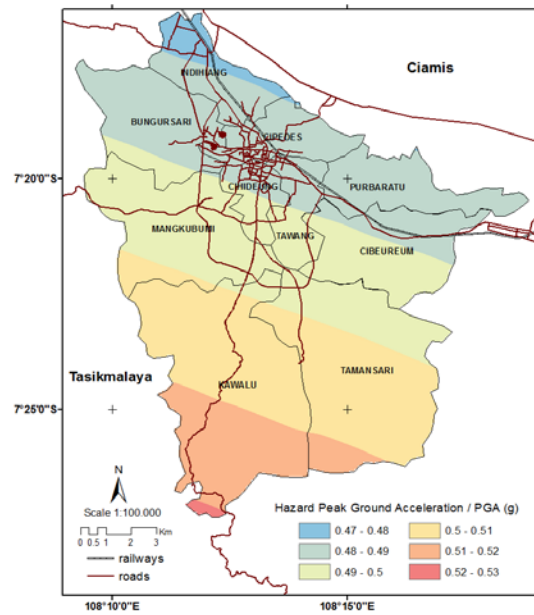 Ciamis
INDIHIANG
BUNGURSARI
CIPEDES
7°20'0"S
CIHIDEUNG
PURBARATU
MANGKUBUMI
TAWANG
CIBEUREUM
Tasikmalaya
KAWALU
TAMANSARI
7°25'0"S
N
Scale 1:100.000
0 0.5 1 2 3
Km
railways
roads
Hazard Peak Ground Acceleration / PGA (g)
0.47 - 0.48
0.5 - 0.51
0.48 - 0.49
0.51 - 0.52
0.49 - 0.5
0.52 - 0.53
108°10'0"E
108°15'0"E